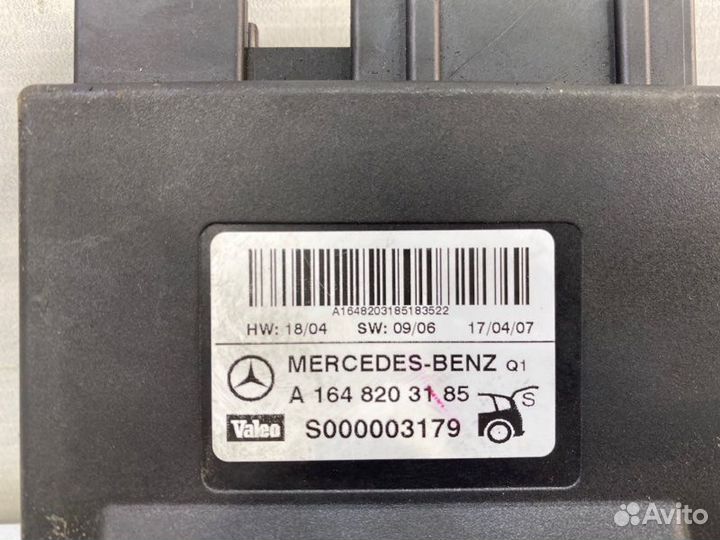 A1648203185183522
HW: 18/04 SW: 09/06 17/04/07
MERCEDES-BENZ Q1
A 164 820 31 85
S
Valeo S000003179
Avito